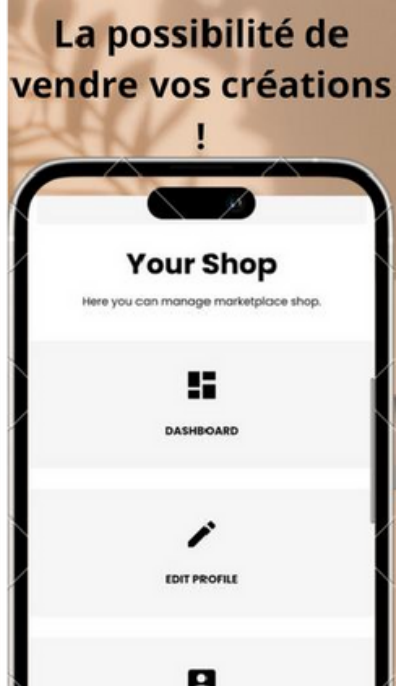 La possibilité de
vendre vos créations
!
Your Shop
Here you can manage marketplace shop.
DASHBOARD
EDIT PROFILE